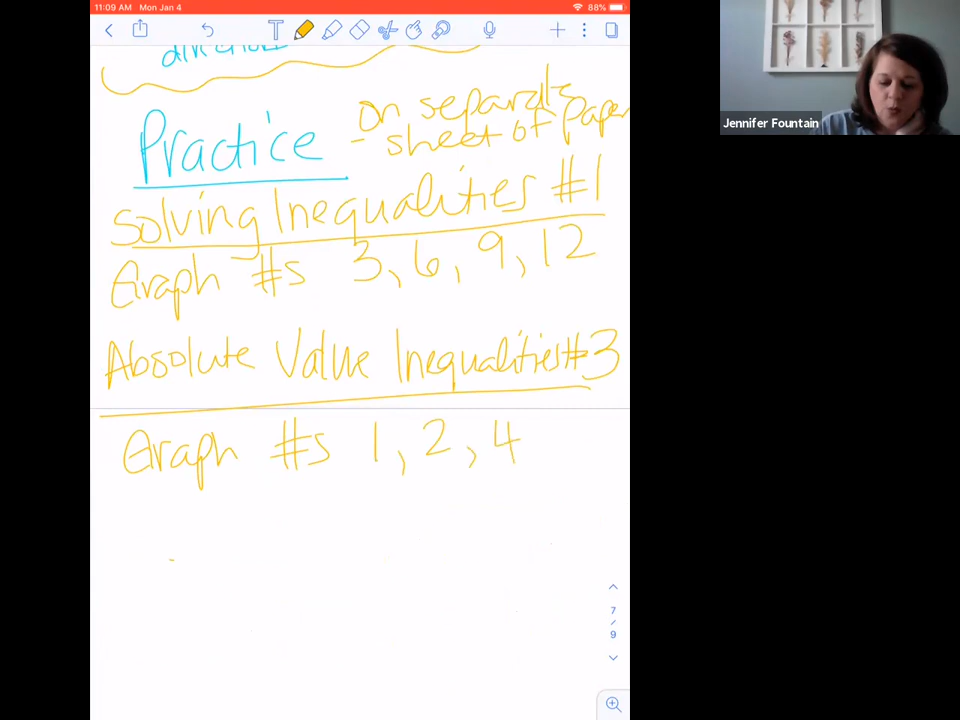 11:09 AM Mon Jan 4
88%
T
direction
Practice
- On separate sheet of paper
Solving Inequalities #1
Graph #s 3, 6, 9, 12
Absolute Value Inequalities #3
Graph #s 1, 2, 4
7
/
9
Jennifer Fountain